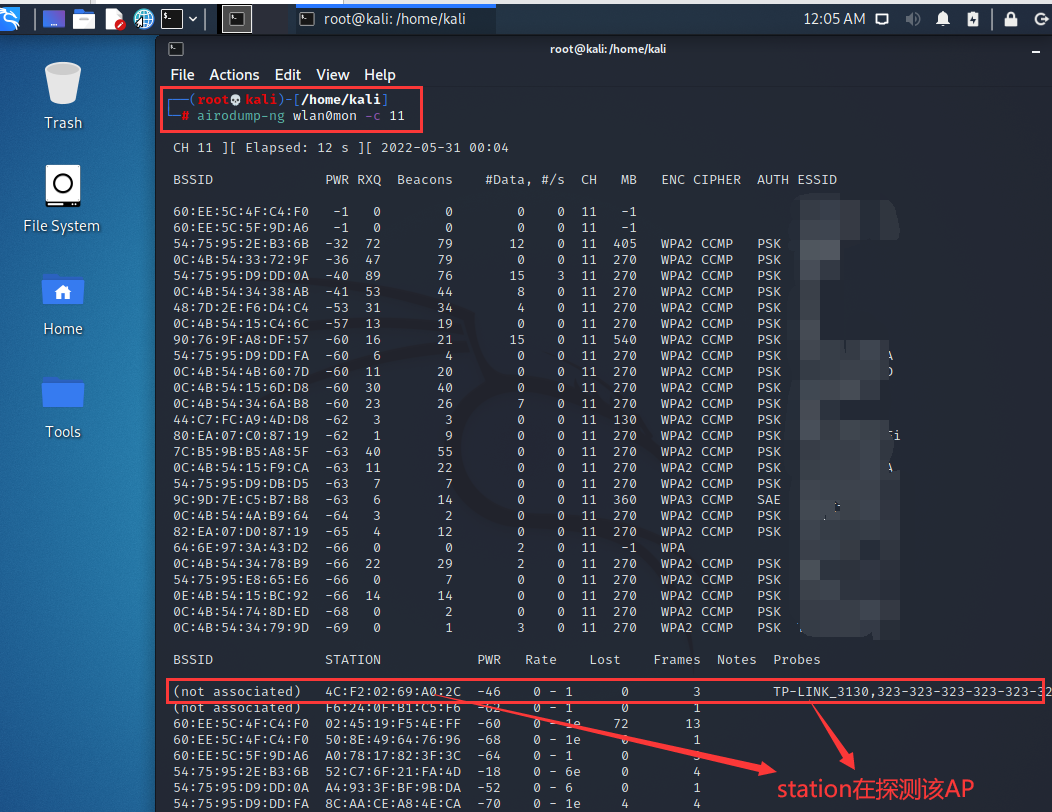 root@kali: /home/kali
12:05 AM
root@kali: /home/kali
File Actions Edit View Help
Trash
File System
Home
Tools
(root💀kali)-[/home/kali]
# airodump-ng wlan0mon -c 11
CH 11 ][ Elapsed: 12 s ][ 2022-05-31 00:04
BSSID PWR RXQ Beacons #Data, #/s CH MB ENC CIPHER AUTH ESSID
60:EE:5C:4F:C4:F0 -1 0 0 0 0 11 -1
60:EE:5C:5F:9D:A6 -1 0 0 0 0 11 -1
54:75:95:2E:B3:6B -32 72 79 12 0 11 405 WPA2 CCMP PSK
0C:4B:54:33:72:9F -36 47 79 0 0 11 270 WPA2 CCMP PSK
54:75:95:D9:DD:0A -40 89 76 15 3 11 270 WPA2 CCMP PSK
0C:4B:54:34:38:AB -41 53 44 8 0 11 270 WPA2 CCMP PSK
48:7D:2E:F6:D4:C4 -53 31 34 4 0 11 270 WPA2 CCMP PSK
0C:4B:54:15:C4:6C -57 13 19 0 0 11 270 WPA2 CCMP PSK
90:76:9F:A8:DF:57 -60 16 21 15 0 11 540 WPA2 CCMP PSK
54:75:95:D9:DD:FA -60 6 4 0 0 11 270 WPA2 CCMP PSK
0C:4B:54:4B:60:7D -60 11 20 0 0 11 270 WPA2 CCMP PSK
0C:4B:54:15:6D:D8 -60 30 40 0 0 11 270 WPA2 CCMP PSK
0C:4B:54:34:6A:B8 -60 23 26 7 0 11 270 WPA2 CCMP PSK
44:C7:FC:A9:4D:D8 -62 3 3 0 0 11 130 WPA2 CCMP PSK
80:EA:07:C0:87:19 -62 1 9 0 0 11 270 WPA2 CCMP PSK
7C:B5:9B:B5:A8:5F -63 40 55 0 0 11 270 WPA2 CCMP PSK
0C:4B:54:15:F9:CA -63 11 22 0 0 11 270 WPA2 CCMP PSK
54:75:95:D9:DB:D5 -63 7 7 0 0 11 270 WPA2 CCMP PSK
9C:9D:7E:C5:B7:B8 -63 6 14 0 0 11 360 WPA3 CCMP SAE
0C:4B:54:4A:B9:64 -64 3 2 0 0 11 270 WPA2 CCMP PSK
82:EA:07:D0:87:19 -65 4 12 0 0 11 270 WPA2 CCMP PSK
64:6E:97:3A:43:D2 -66 0 0 2 0 11 -1 WPA
0C:4B:54:34:78:B9 -66 22 29 2 0 11 270 WPA2 CCMP PSK
54:75:95:E8:65:E6 -66 0 7 0 0 11 270 WPA2 CCMP PSK
0E:4B:54:15:BC:92 -66 14 14 0 0 11 270 WPA2 CCMP PSK
0C:4B:54:74:8D:ED -68 0 2 0 0 11 270 WPA2 CCMP PSK
0C:4B:54:34:79:9D -69 0 1 3 0 11 270 WPA2 CCMP PSK
BSSID STATION PWR Rate Lost Frames Notes Probes
(not associated) 4C:F2:02:69:A0:2C -46 0 - 1 0 3 TP-LINK_3130,323-323-323-323-323-32
(not associated) F6:24:0F:B1:C5:F6 -62 0 - 1 0 1
60:EE:5C:4F:C4:F0 02:45:19:F5:4E:FF -60 0 - 1e 72 13
60:EE:5C:4F:C4:F0 50:8E:49:64:76:96 -68 0 - 1e 0 1
60:EE:5C:5F:9D:A6 A0:78:17:82:3F:3C -64 0 - 1 0 3
54:75:95:2E:B3:6B 52:C7:6F:21:FA:4D -18 0 - 6e 0 4
54:75:95:D9:DD:0A A4:93:3F:BF:9B:DA -52 0 - 6 0 1
54:75:95:D9:DD:FA 8C:AA:CE:A8:4E:CA -70 0 - 1e 4 4
station在探测该AP